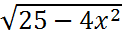 √(25 − 4x²)